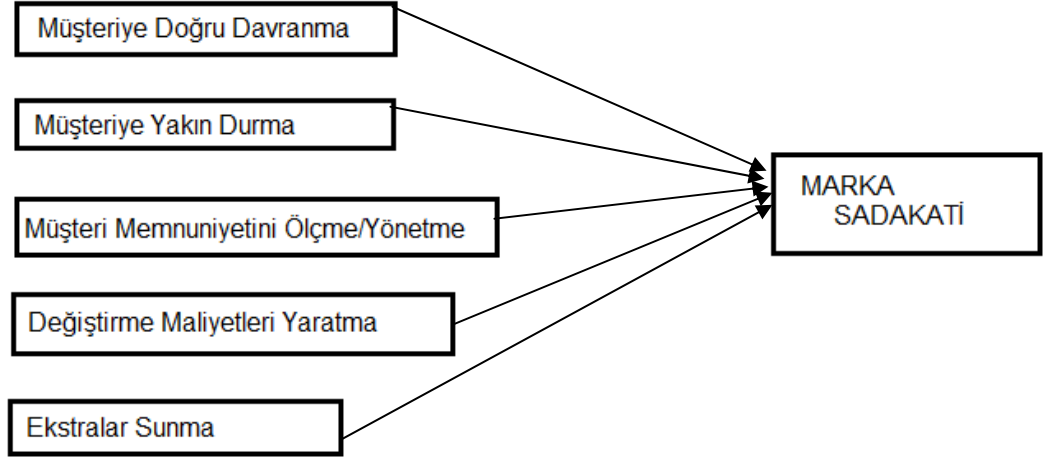 Müşteriye Doğru Davranma
Müşteriye Yakın Durma
Müşteri Memnuniyetini Ölçme/Yönetme
Değiştirme Maliyetleri Yaratma
Ekstralar Sunma
MARKA
SADAKATİ